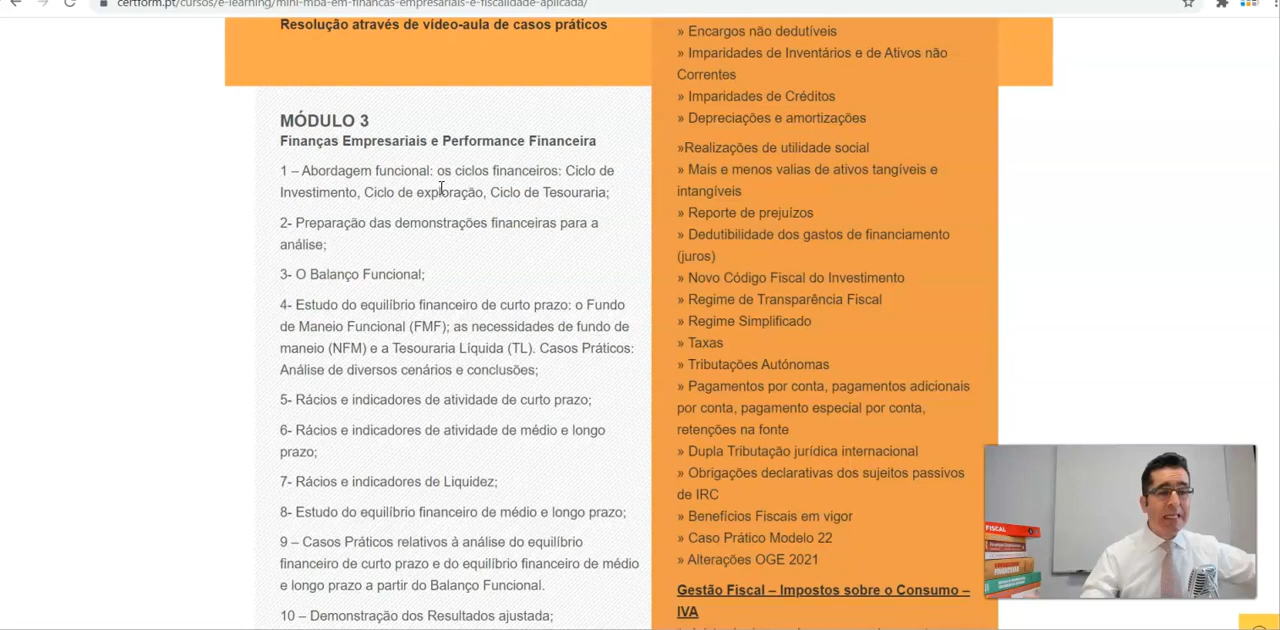 certform.pt/cursos/e-learning/mini-mba-em-financas-empresariais-e-fiscalidade-aplicada/
Resolução através de vídeo-aula de casos práticos
MÓDULO 3
Finanças Empresariais e Performance Financeira
1 – Abordagem funcional: os ciclos financeiros: Ciclo de
Investimento, Ciclo de exploração, Ciclo de Tesouraria;
2- Preparação das demonstrações financeiras para a
análise;
3- O Balanço Funcional;
4- Estudo do equilíbrio financeiro de curto prazo: o Fundo
de Maneio Funcional (FMF); as necessidades de fundo de
maneio (NFM) e a Tesouraria Líquida (TL). Casos Práticos:
Análise de diversos cenários e conclusões;
5- Rácios e indicadores de atividade de curto prazo;
6- Rácios e indicadores de atividade de médio e longo
prazo;
7- Rácios e indicadores de Liquidez;
8- Estudo do equilíbrio financeiro de médio e longo prazo;
9 – Casos Práticos relativos à análise do equilíbrio
financeiro de curto prazo e do equilíbrio financeiro de médio
e longo prazo a partir do Balanço Funcional.
10 – Demonstração dos Resultados ajustada;
» Encargos não dedutíveis
» Imparidades de Inventários e de Ativos não
Correntes
» Imparidades de Créditos
» Depreciações e amortizações
»Realizações de utilidade social
» Mais e menos valias de ativos tangíveis e
intangíveis
» Reporte de prejuízos
» Dedutibilidade dos gastos de financiamento
(juros)
» Novo Código Fiscal do Investimento
» Regime de Transparência Fiscal
» Regime Simplificado
» Taxas
» Tributações Autónomas
» Pagamentos por conta, pagamentos adicionais
por conta, pagamento especial por conta,
retenções na fonte
» Dupla Tributação jurídica internacional
» Obrigações declarativas dos sujeitos passivos
de IRC
» Benefícios Fiscais em vigor
» Caso Prático Modelo 22
» Alterações OGE 2021
Gestão Fiscal – Impostos sobre o Consumo –
IVA
FISCAL